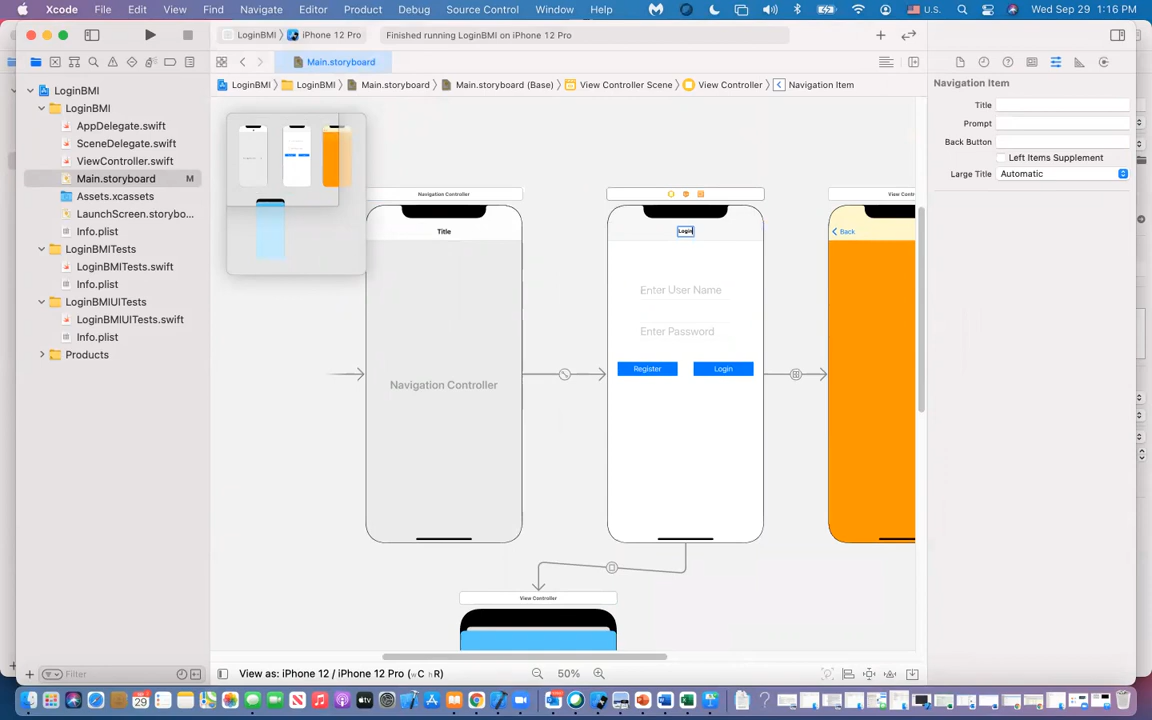 Xcode File Edit View Find Navigate Editor Product Debug Source Control Window Help U.S. Wed Sep 29 1:16 PM
LoginBMI iPhone 12 Pro Finished running LoginBMI on iPhone 12 Pro
Main.storyboard
LoginBMI LoginBMI Main.storyboard Main.storyboard (Base) View Controller Scene View Controller Navigation Item
LoginBMI
LoginBMI
AppDelegate.swift
SceneDelegate.swift
ViewController.swift
Main.storyboard M
Assets.xcassets
LaunchScreen.storybo...
Info.plist
LoginBMITests
LoginBMITests.swift
Info.plist
LoginBMIUITests
LoginBMIUITests.swift
Info.plist
Products
Filter
Navigation Controller
Title
Navigation Controller
Login
Enter User Name
Enter Password
Register Login
View Contr
Back
View Controller
View as: iPhone 12 / iPhone 12 Pro (wC hR) 50%
Navigation Item
Title
Prompt
Back Button
Left Items Supplement
Large Title Automatic